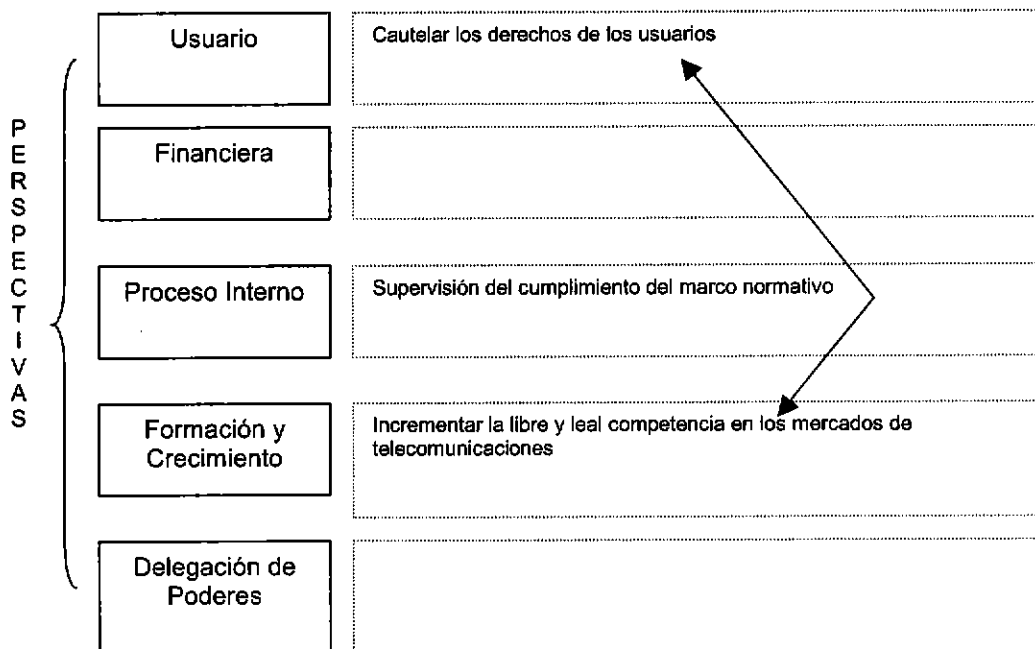 PERSPECTIVAS
Usuario
Cautelar los derechos de los usuarios
Financiera
Proceso Interno
Supervisión del cumplimiento del marco normativo
Formación y
Crecimiento
Incrementar la libre y leal competencia en los mercados de
telecomunicaciones
Delegación de
Poderes